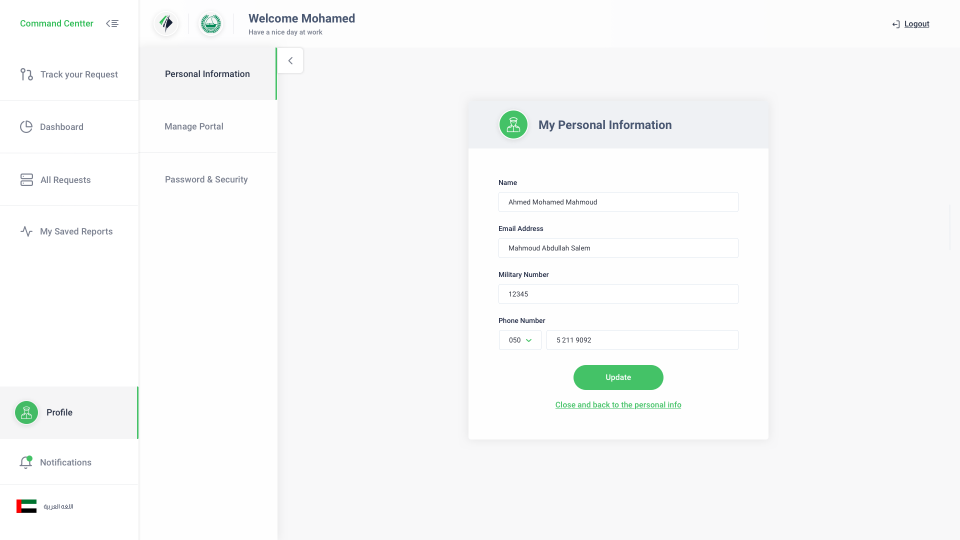 Command Centter
Welcome Mohamed
Have a nice day at work
Logout
Track your Request
Dashboard
All Requests
My Saved Reports
Profile
Notifications
اللغه العربية
Personal Information
Manage Portal
Password & Security
My Personal Information
Name
Ahmed Mohamed Mahmoud
Email Address
Mahmoud Abdullah Salem
Military Number
12345
Phone Number
050 5 211 9092
Update
Close and back to the personal info